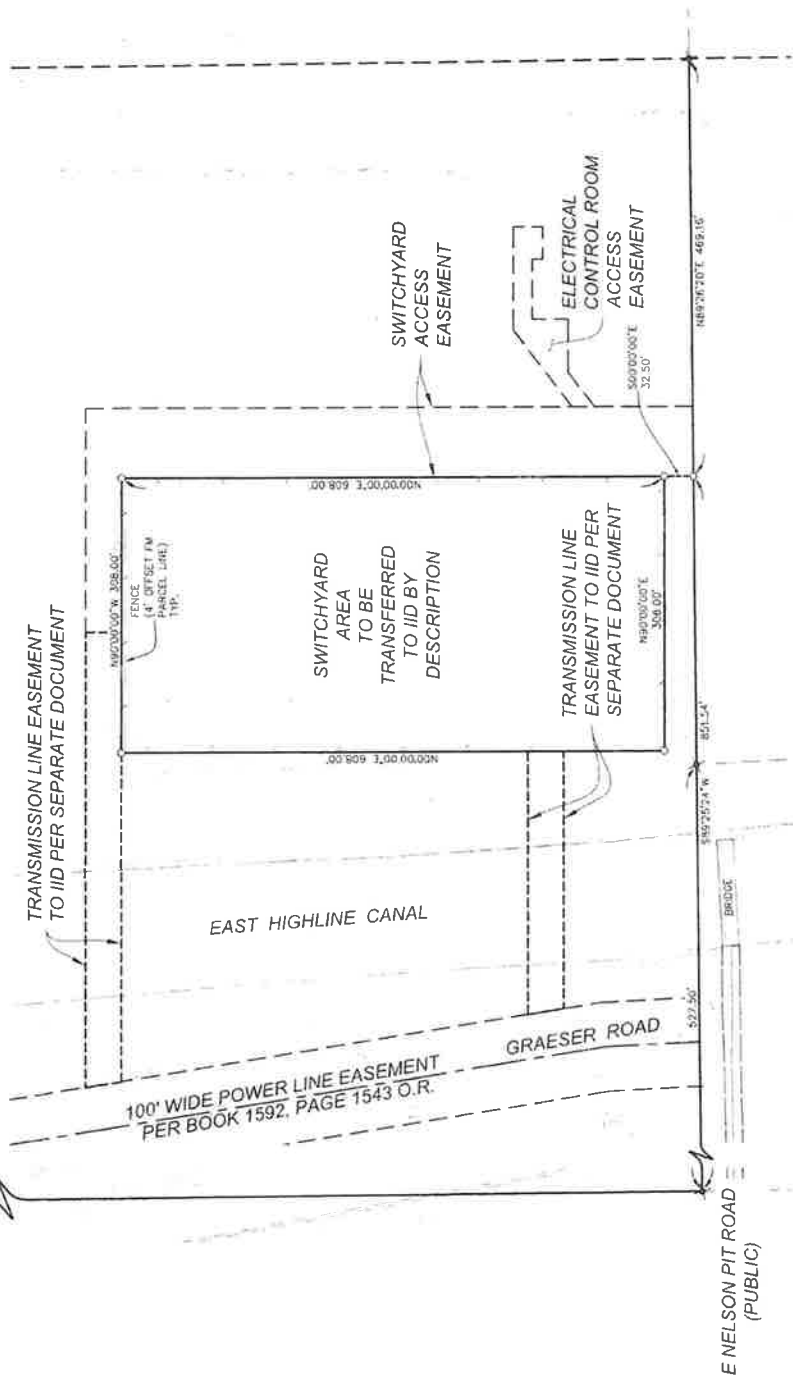 TRANSMISSION LINE EASEMENT
TO IID PER SEPARATE DOCUMENT
N90°00'00"W 308.00'
FENCE
(4' OFFSET FM
PARCEL LINE)
TYP.
SWITCHYARD
ACCESS
EASEMENT
ELECTRICAL
CONTROL ROOM
ACCESS
EASEMENT
N00°00'00"E 608.00'
SWITCHYARD
AREA
TO BE
TRANSFERRED
TO IID BY
DESCRIPTION
N00°00'00"E 608.00'
TRANSMISSION LINE
EASEMENT TO IID PER
SEPARATE DOCUMENT
N90°00'00"E
308.00'
S00°00'00"E
32.50'
N89°26'20"E 469.16'
EAST HIGHLINE CANAL
S89°25'24"W
851.54'
BRIDGE
527.50'
GRAESER ROAD
100' WIDE POWER LINE EASEMENT
PER BOOK 1592, PAGE 1543 O.R.
E NELSON PIT ROAD
(PUBLIC)